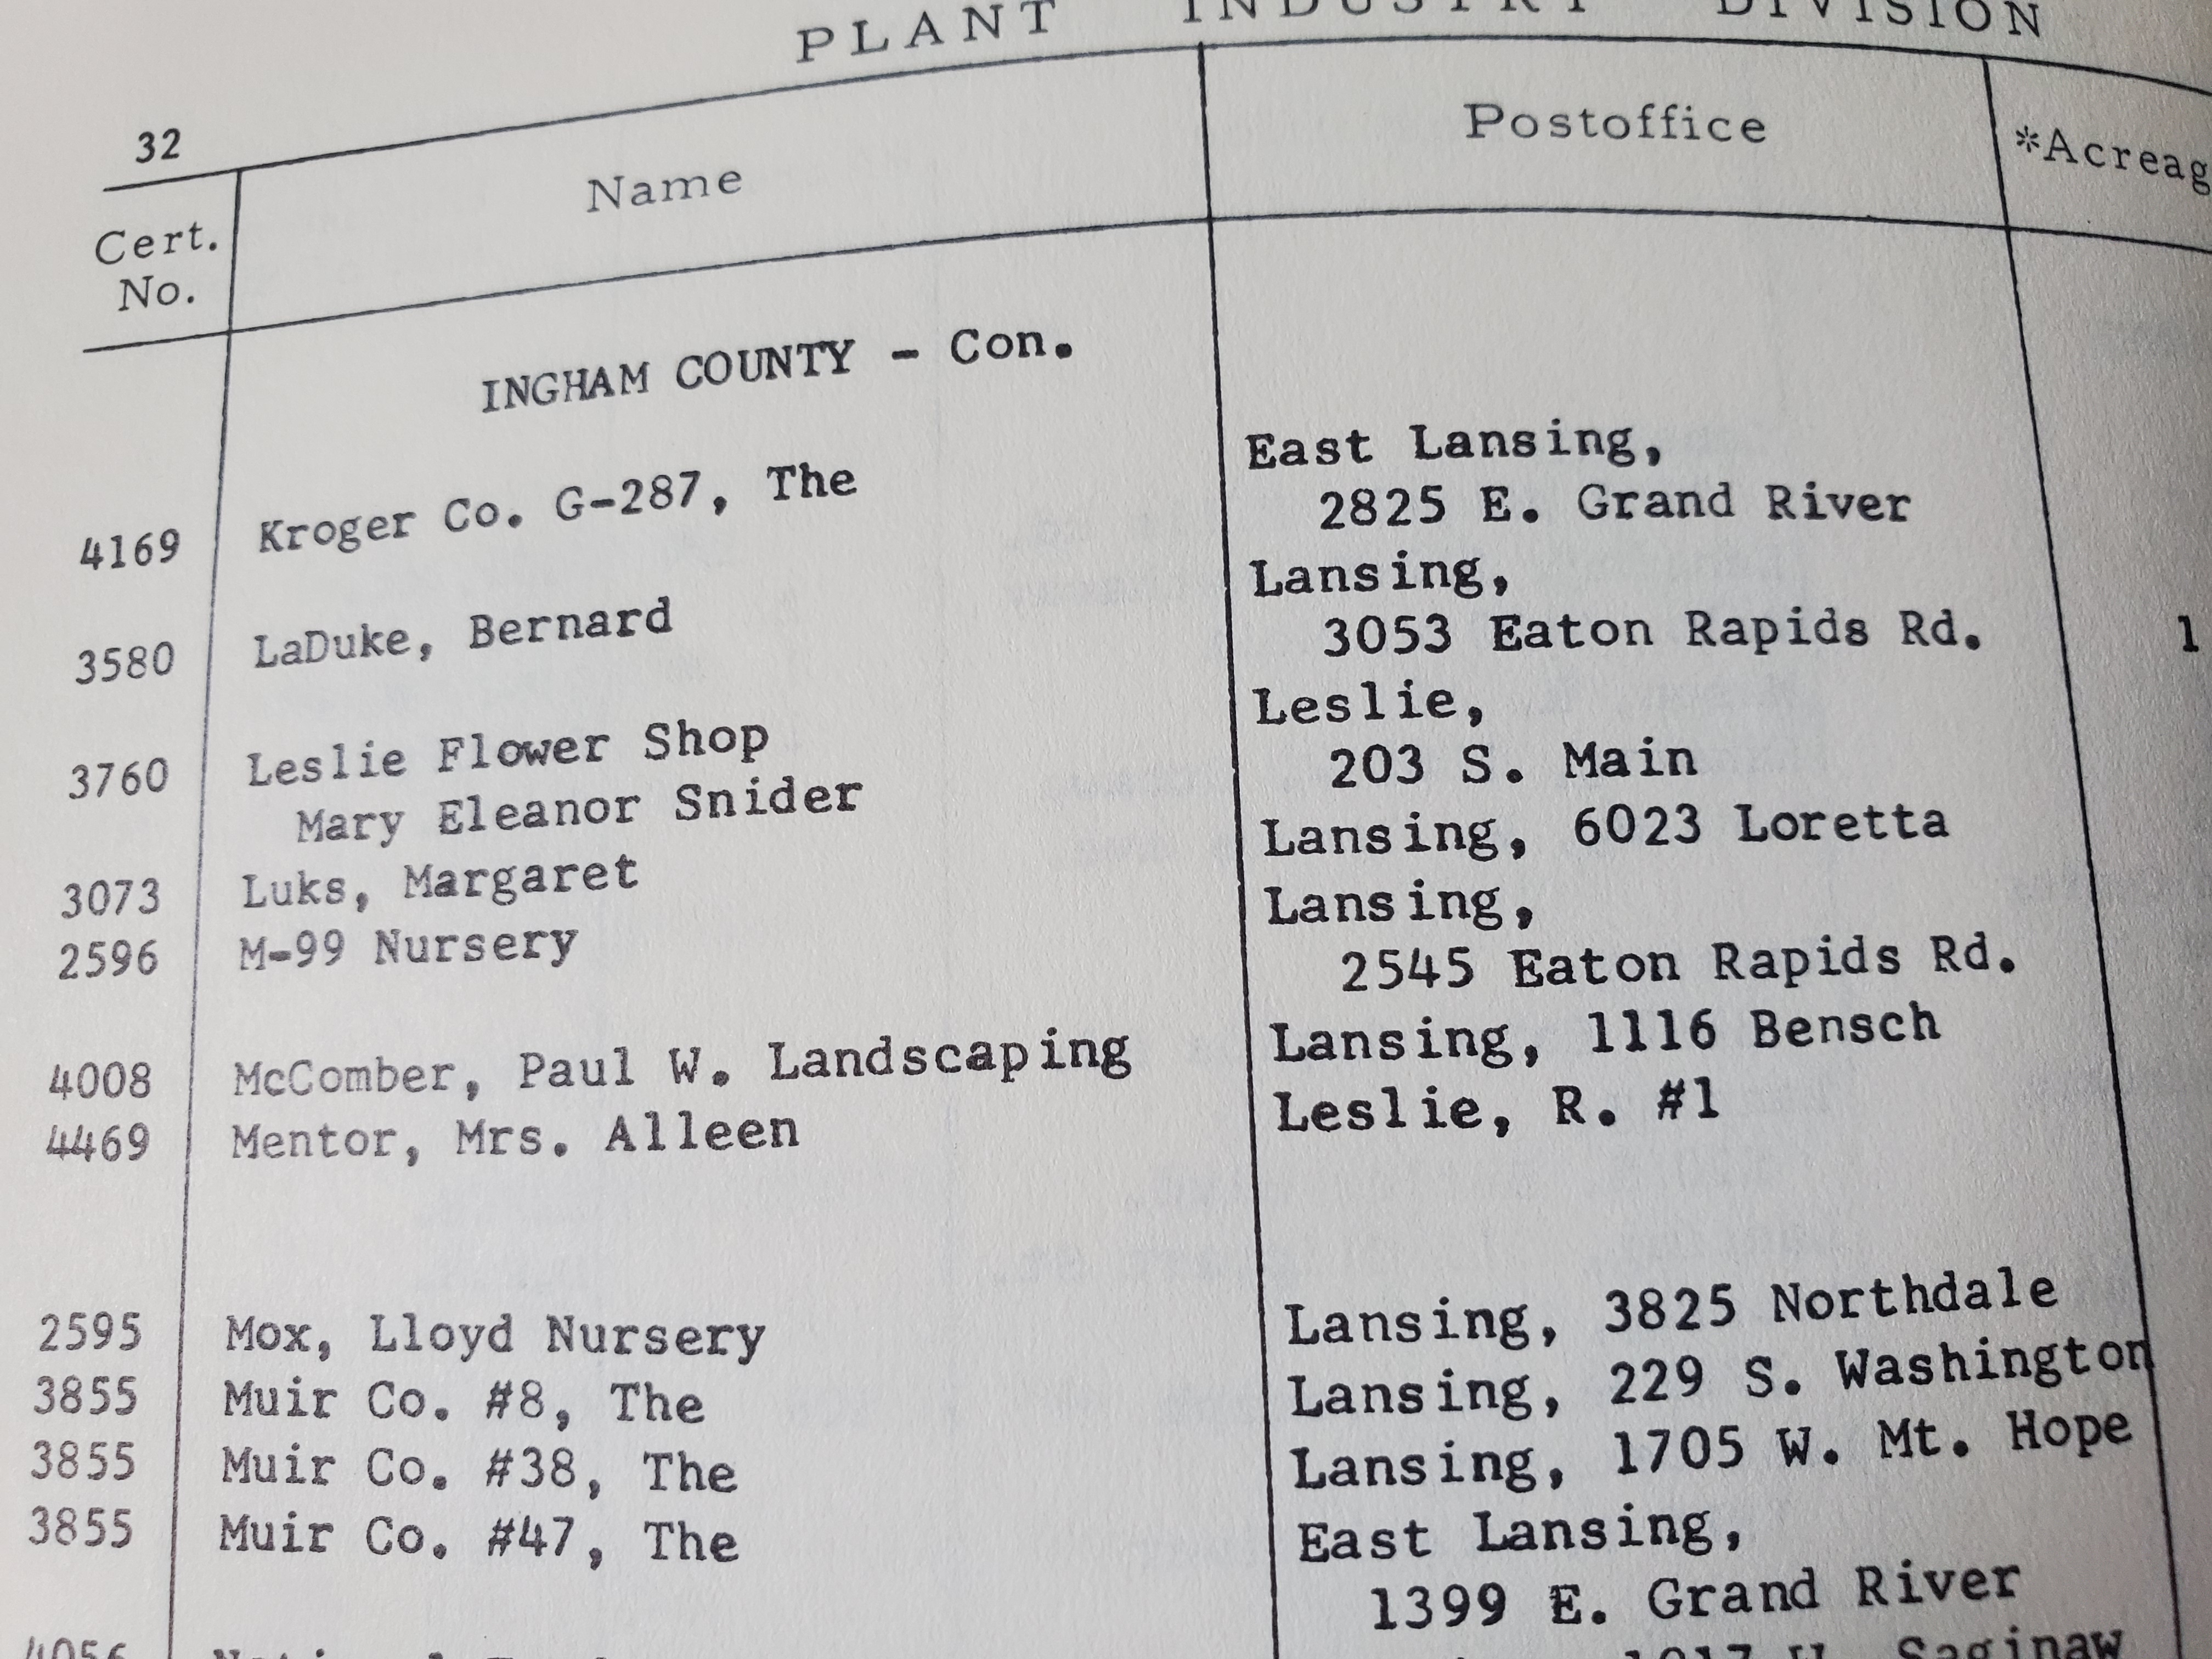 PLANT INDUSTRY DIVISION
32
Cert. No. Name Postoffice
INGHAM COUNTY - Con.
4169 Kroger Co. G-287, The East Lansing,
2825 E. Grand River
3580 LaDuke, Bernard Lansing,
3053 Eaton Rapids Rd. 1
3760 Leslie Flower Shop Leslie,
Mary Eleanor Snider 203 S. Main
3073 Luks, Margaret Lansing, 6023 Loretta
2596 M-99 Nursery Lansing,
2545 Eaton Rapids Rd.
4008 McComber, Paul W. Landscaping Lansing, 1116 Bensch
4469 Mentor, Mrs. Alleen Leslie, R. #1
2595 Mox, Lloyd Nursery Lansing, 3825 Northdale
3855 Muir Co. #8, The Lansing, 229 S. Washington
3855 Muir Co. #38, The Lansing, 1705 W. Mt. Hope
3855 Muir Co. #47, The East Lansing,
1399 E. Grand River
4056 Saginaw